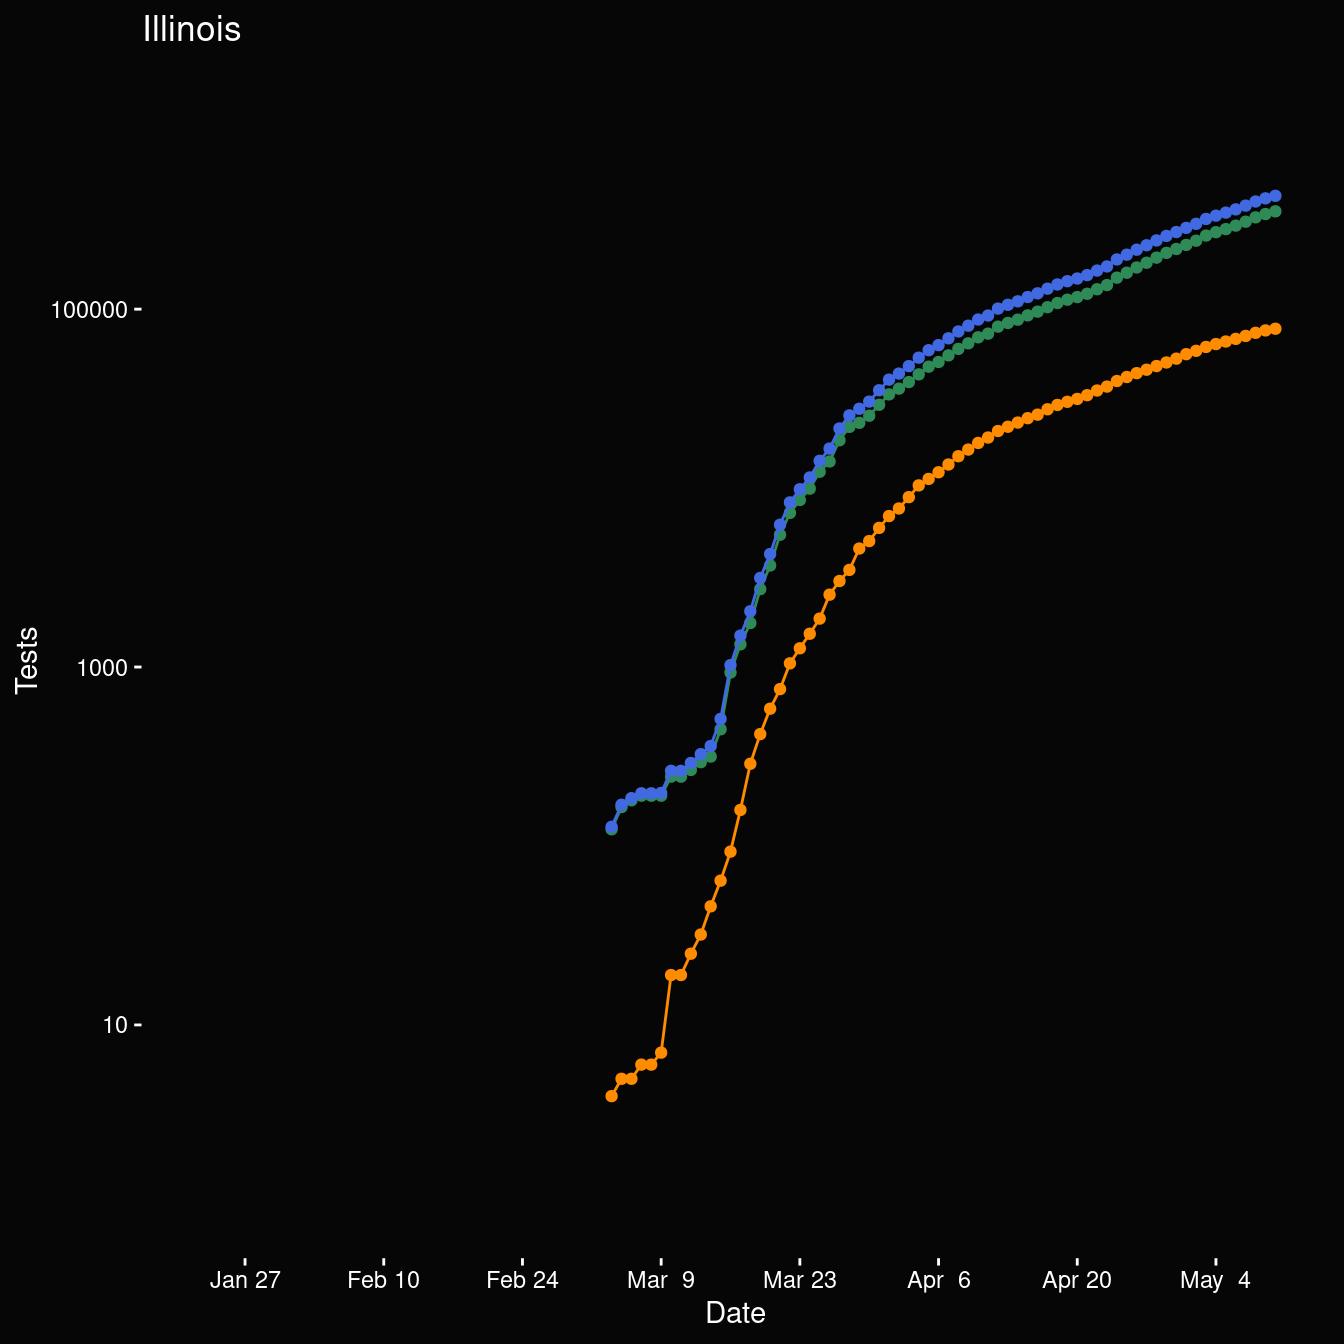 Illinois
Tests
100000
1000
10
Jan 27
Feb 10
Feb 24
Mar  9
Mar 23
Apr  6
Apr 20
May  4
Date